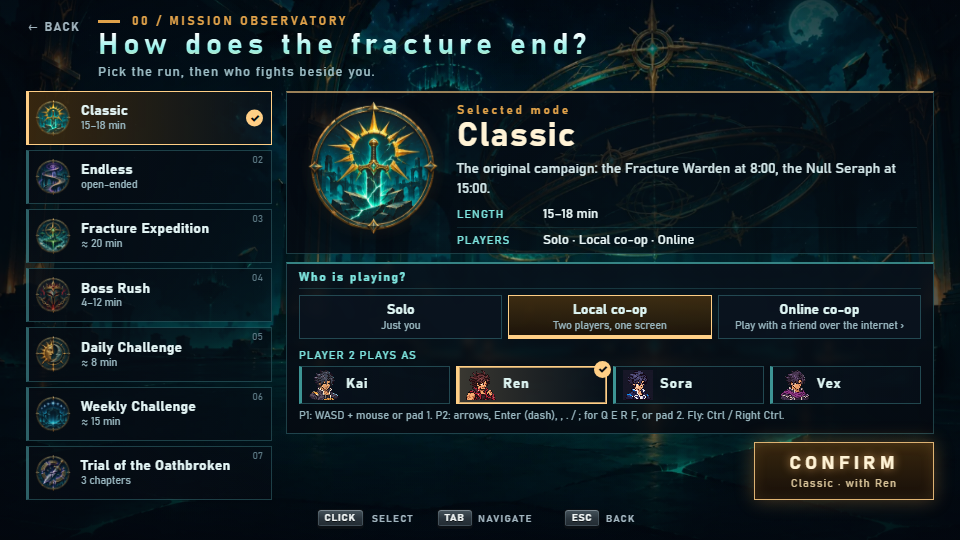 ← BACK
00 / MISSION OBSERVATORY
How does the fracture end?
Pick the run, then who fights beside you.
Classic
15–18 min
02
Endless
open-ended
03
Fracture Expedition
≈ 20 min
04
Boss Rush
4–12 min
05
Daily Challenge
≈ 8 min
06
Weekly Challenge
≈ 15 min
07
Trial of the Oathbroken
3 chapters
Selected mode
Classic
The original campaign: the Fracture Warden at 8:00, the Null Seraph at
15:00.
LENGTH 15–18 min
PLAYERS Solo · Local co-op · Online
Who is playing?
Solo
Just you
Local co-op
Two players, one screen
Online co-op
Play with a friend over the internet ›
PLAYER 2 PLAYS AS
Kai
Ren
Sora
Vex
P1: WASD + mouse or pad 1. P2: arrows, Enter (dash), , . / ; for Q E R F, or pad 2. Fly: Ctrl / Right Ctrl.
CONFIRM
Classic · with Ren
CLICK SELECT TAB NAVIGATE ESC BACK